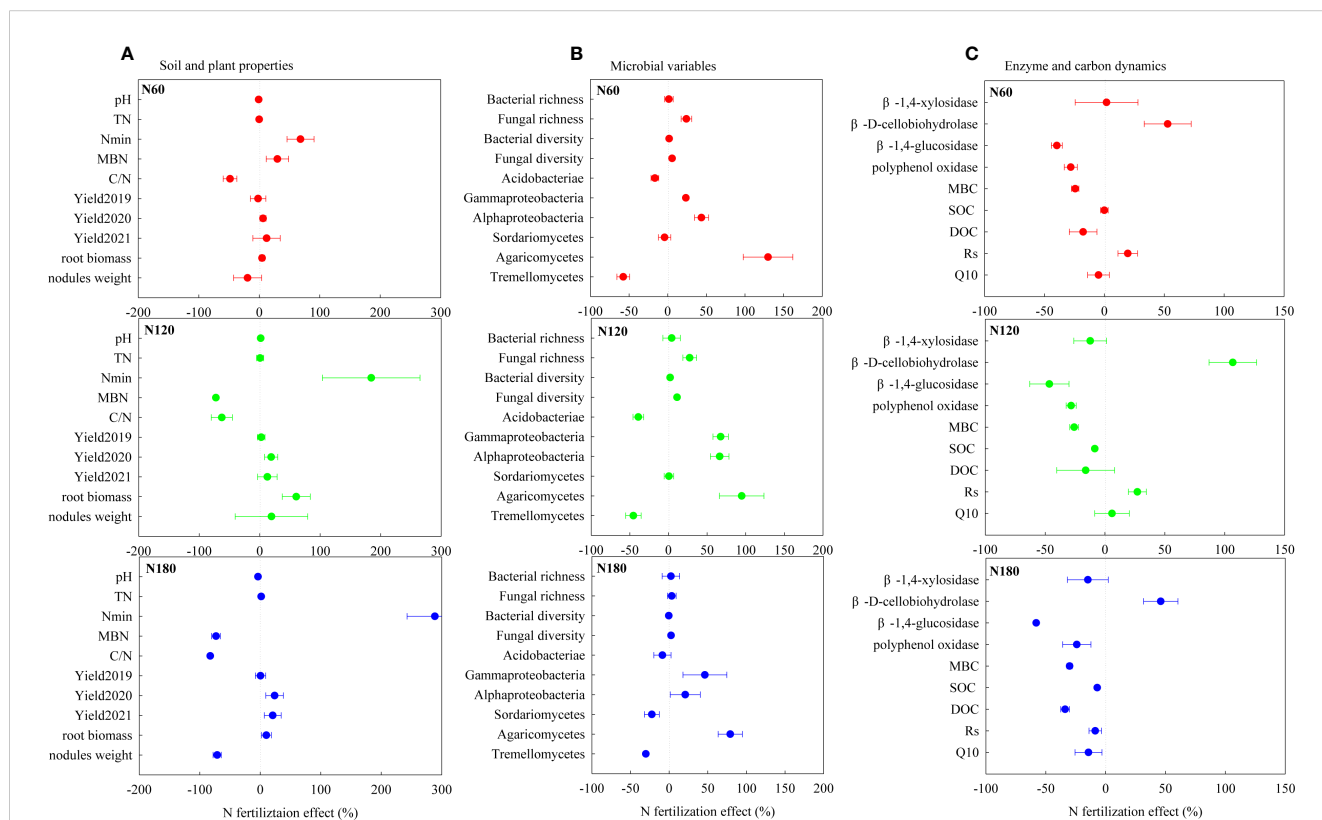 A
Soil and plant properties
N60
pH
TN
Nmin
MBN
C/N
Yield2019
Yield2020
Yield2021
root biomass
nodules weight
-200 -100 0 100 200 300
N120
pH
TN
Nmin
MBN
C/N
Yield2019
Yield2020
Yield2021
root biomass
nodules weight
-200 -100 0 100 200 300
N180
pH
TN
Nmin
MBN
C/N
Yield2019
Yield2020
Yield2021
root biomass
nodules weight
-200 -100 0 100 200 300
N fertiliztaion effect (%)
B
Microbial variables
N60
Bacterial richness
Fungal richness
Bacterial diversity
Fungal diversity
Acidobacteriae
Gammaproteobacteria
Alphaproteobacteria
Sordariomycetes
Agaricomycetes
Tremellomycetes
-100 -50 0 50 100 150 200
N120
Bacterial richness
Fungal richness
Bacterial diversity
Fungal diversity
Acidobacteriae
Gammaproteobacteria
Alphaproteobacteria
Sordariomycetes
Agaricomycetes
Tremellomycetes
-100 -50 0 50 100 150 200
N180
Bacterial richness
Fungal richness
Bacterial diversity
Fungal diversity
Acidobacteriae
Gammaproteobacteria
Alphaproteobacteria
Sordariomycetes
Agaricomycetes
Tremellomycetes
-100 -50 0 50 100 150 200
N fertilization effect (%)
C
Enzyme and carbon dynamics
N60
β -1,4-xylosidase
β -D-cellobiohydrolase
β -1,4-glucosidase
polyphenol oxidase
MBC
SOC
DOC
Rs
Q10
-100 -50 0 50 100 150
N120
β -1,4-xylosidase
β -D-cellobiohydrolase
β -1,4-glucosidase
polyphenol oxidase
MBC
SOC
DOC
Rs
Q10
-100 -50 0 50 100 150
N180
β -1,4-xylosidase
β -D-cellobiohydrolase
β -1,4-glucosidase
polyphenol oxidase
MBC
SOC
DOC
Rs
Q10
-100 -50 0 50 100 150
N fertilization effect (%)